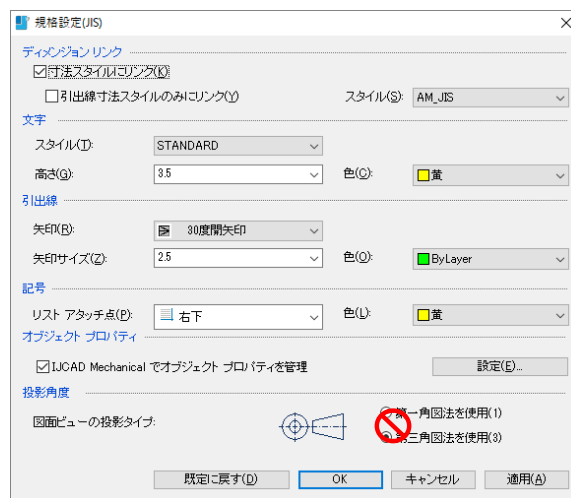 規格設定(JIS)
ディメンジョン リンク
寸法スタイルにリンク(K)
引出線寸法スタイルのみにリンク(Y) スタイル(S): AM_JIS
文字
スタイル(T): STANDARD
高さ(G): 3.5 色(C): 黄
引出線
矢印(R): 30度開矢印
矢印サイズ(Z): 2.5 色(O): ByLayer
記号
リスト アタッチ点(P): 右下 色(L): 黄
オブジェクト プロパティ
IJCAD Mechanical でオブジェクト プロパティを管理 設定(E)...
投影角度
第一角図法を使用(1)
図面ビューの投影タイプ:
第三角図法を使用(3)
既定に戻す(D) OK キャンセル 適用(A)